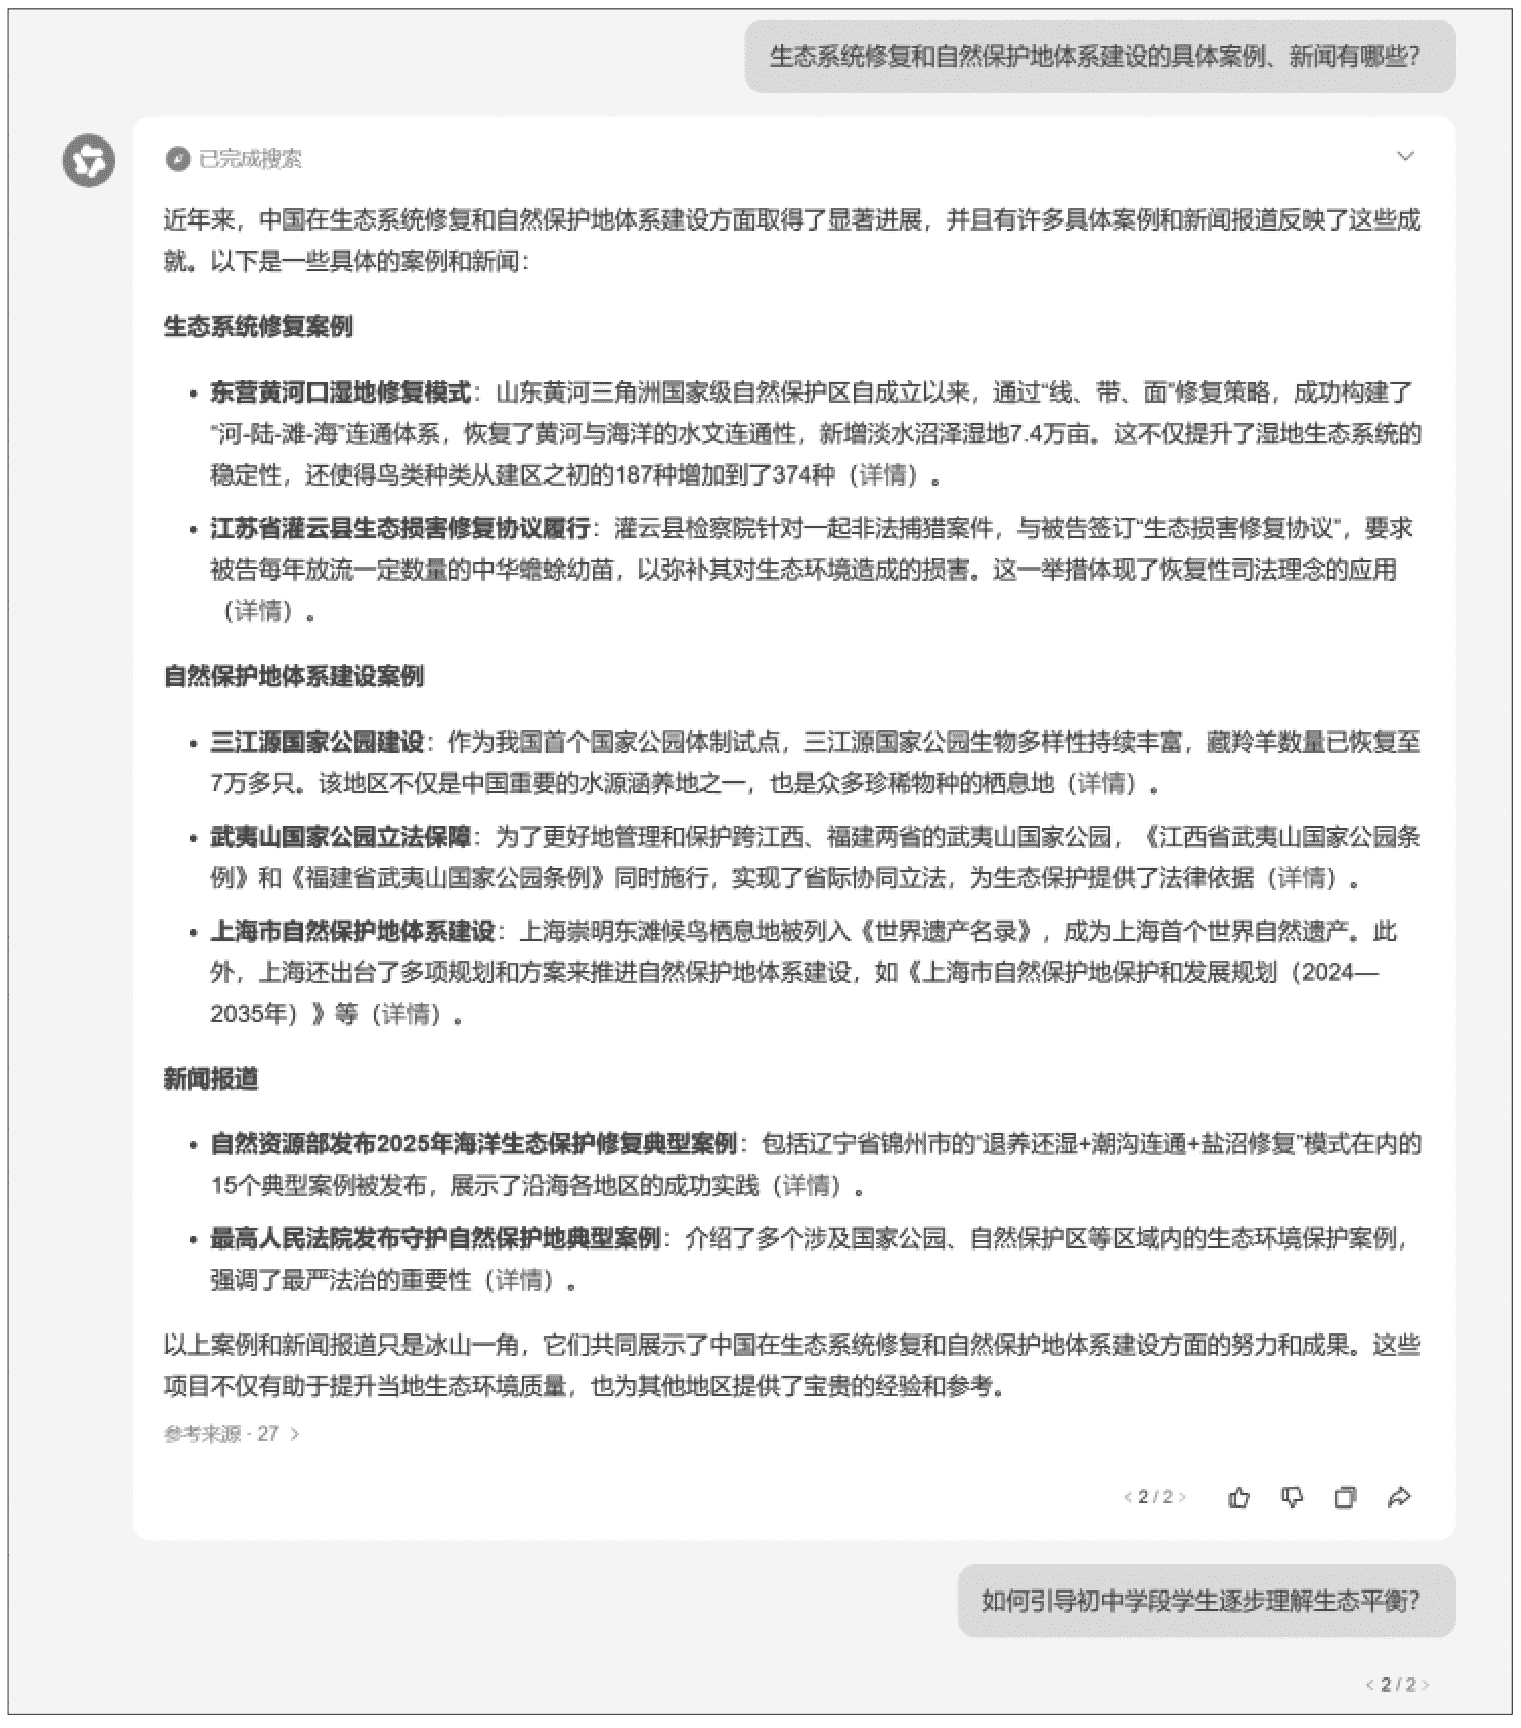 生态系统修复和自然保护地体系建设的具体案例、新闻有哪些?
已完成搜索
近年来，中国在生态系统修复和自然保护地体系建设方面取得了显著进展，并且有许多具体案例和新闻报道反映了这些成
就。以下是一些具体的案例和新闻：
生态系统修复案例
• 东营黄河口湿地修复模式：山东黄河三角洲国家级自然保护区自成立以来，通过“线、带、面”修复策略，成功构建了
“河-陆-滩-海”连通体系，恢复了黄河与海洋的水文连通性，新增淡水沼泽湿地7.4万亩。这不仅提升了湿地生态系统的
稳定性，还使得鸟类种类从建区之初的187种增加到了374种（详情）。
• 江苏省灌云县生态损害修复协议履行：灌云县检察院针对一起非法捕猎案件，与被告签订“生态损害修复协议”，要求
被告每年放流一定数量的中华蟾蜍幼苗，以弥补其对生态环境造成的损害。这一举措体现了恢复性司法理念的应用
（详情）。
自然保护地体系建设案例
• 三江源国家公园建设：作为我国首个国家公园体制试点，三江源国家公园生物多样性持续丰富，藏羚羊数量已恢复至
7万多只。该地区不仅是中国重要的水源涵养地之一，也是众多珍稀物种的栖息地（详情）。
• 武夷山国家公园立法保障：为了更好地管理和保护跨江西、福建两省的武夷山国家公园，《江西省武夷山国家公园条
例》和《福建省武夷山国家公园条例》同时施行，实现了省际协同立法，为生态保护提供了法律依据（详情）。
• 上海市自然保护地体系建设：上海崇明东滩候鸟栖息地被列入《世界遗产名录》，成为上海首个世界自然遗产。此
外，上海还出台了多项规划和方案来推进自然保护地体系建设，如《上海市自然保护地保护和发展规划（2024—
2035年）》等（详情）。
新闻报道
• 自然资源部发布2025年海洋生态保护修复典型案例：包括辽宁省锦州市的“退养还湿+潮沟连通+盐沼修复”模式在内的
15个典型案例被发布，展示了沿海各地区的成功实践（详情）。
• 最高人民法院发布守护自然保护地典型案例：介绍了多个涉及国家公园、自然保护区等区域内的生态环境保护案例，
强调了最严法治的重要性（详情）。
以上案例和新闻报道只是冰山一角，它们共同展示了中国在生态系统修复和自然保护地体系建设方面的努力和成果。这些
项目不仅有助于提升当地生态环境质量，也为其他地区提供了宝贵的经验和参考。
参考来源 · 27 >
< 2 / 2 >
如何引导初中学段学生逐步理解生态平衡?
< 2 / 2 >